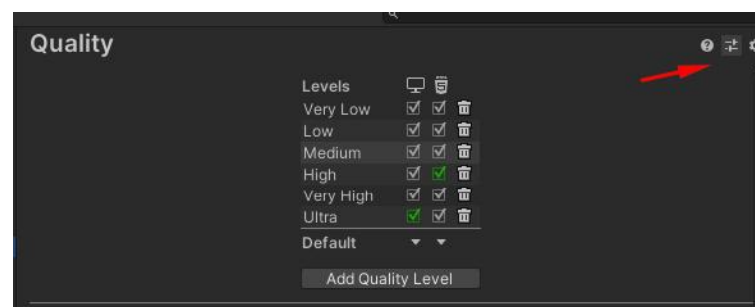 Quality
Levels
Very Low
Low
Medium
High
Very High
Ultra
Default
Add Quality Level